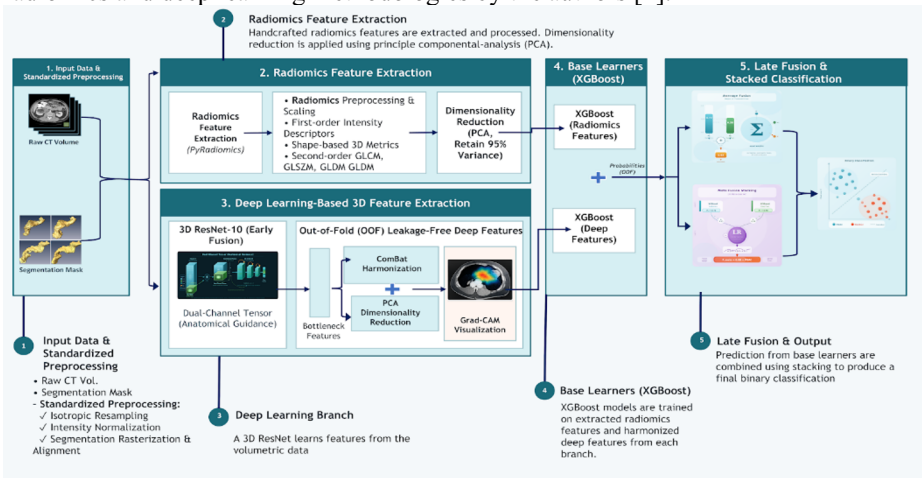 radiomics and deep learning methodologies by the authors
2
Radiomics Feature Extraction
Handcrafted radiomics features are extracted and processed. Dimensionality
reduction is applied using principle componental-analysis (PCA).
1. Input Data &
Standardized Preprocessing
Raw CT Volume
Segmentation Mask
2. Radiomics Feature Extraction
Radiomics
Feature
Extraction
(PyRadiomics)
• Radiomics Preprocessing &
Scaling
• First-order Intensity
Descriptors
• Shape-based 3D Metrics
• Second-order GLCM,
GLSZM, GLDM GLDM
Dimensionality
Reduction
(PCA,
Retain 95%
Variance)
3. Deep Learning-Based 3D Feature Extraction
3D ResNet-10 (Early
Fusion)
Dual-Channel Tensor
(Anatomical Guidance)
Out-of-Fold (OOF) Leakage-Free Deep Features
Bottleneck
Features
ComBat
Harmonization
+
PCA
Dimensionality
Reduction
Grad-CAM
Visualization
4. Base Learners
(XGBoost)
XGBoost
(Radiomics
Features)
+
XGBoost
(Deep
Features)
Probabilities
(OOF)
5. Late Fusion &
Stacked Classification
Σ
1
Input Data &
Standardized
Preprocessing
• Raw CT Vol.
• Segmentation Mask
– Standardized Preprocessing:
✓ Isotropic Resampling
✓ Intensity Normalization
✓ Segmentation Rasterization &
Alignment
3
Deep Learning Branch
A 3D ResNet learns features from the
volumetric data
4
Base Learners (XGBoost)
XGBoost models are trained
on extracted radiomics
features and harmonized
deep features from each
branch.
5
Late Fusion & Output
Prediction from base learners are
combined using stacking to produce a
final binary classification